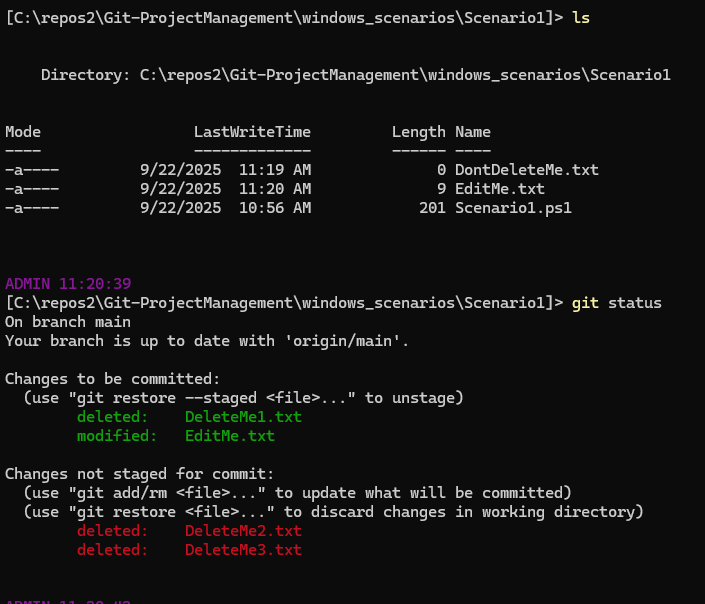 [C:\repos2\Git-ProjectManagement\windows_scenarios\Scenario1]> ls
Directory: C:\repos2\Git-ProjectManagement\windows_scenarios\Scenario1
Mode LastWriteTime Length Name
---- ------------- ------ ----
-a---- 9/22/2025 11:19 AM 0 DontDeleteMe.txt
-a---- 9/22/2025 11:20 AM 9 EditMe.txt
-a---- 9/22/2025 10:56 AM 201 Scenario1.ps1
ADMIN 11:20:39
[C:\repos2\Git-ProjectManagement\windows_scenarios\Scenario1]> git status
On branch main
Your branch is up to date with 'origin/main'.
Changes to be committed:
(use "git restore --staged <file>..." to unstage)
deleted: DeleteMe1.txt
modified: EditMe.txt
Changes not staged for commit:
(use "git add/rm <file>..." to update what will be committed)
(use "git restore <file>..." to discard changes in working directory)
deleted: DeleteMe2.txt
deleted: DeleteMe3.txt